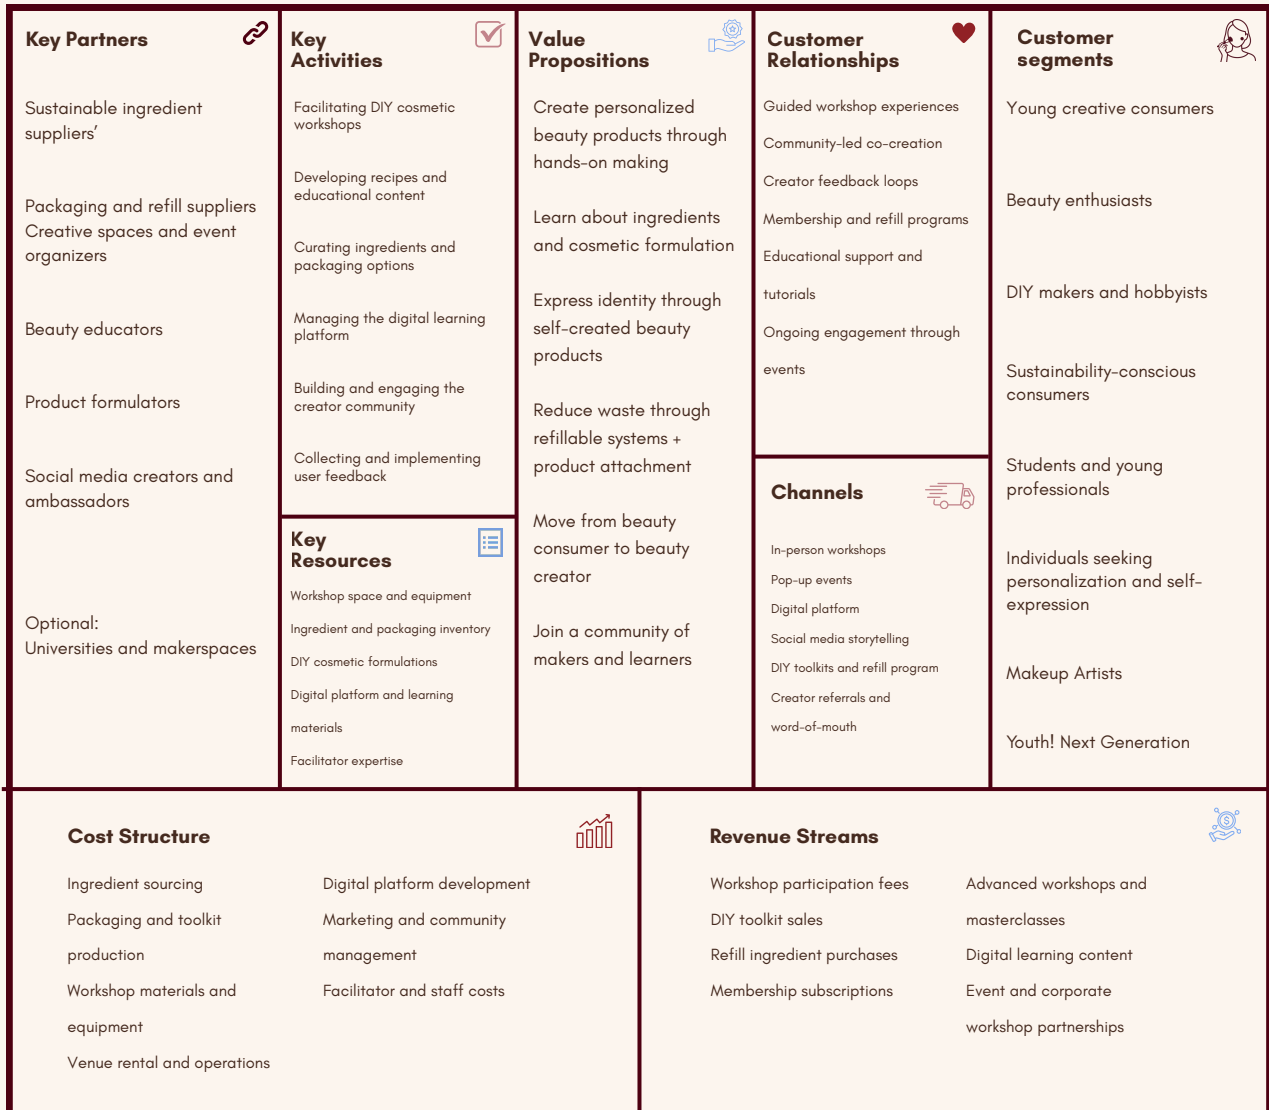 Key Partners
Sustainable ingredient
suppliers’
Packaging and refill suppliers
Creative spaces and event
organizers
Beauty educators
Product formulators
Social media creators and
ambassadors
Optional:
Universities and makerspaces
Key
Activities
Facilitating DIY cosmetic
workshops
Developing recipes and
educational content
Curating ingredients and
packaging options
Managing the digital learning
platform
Building and engaging the
creator community
Collecting and implementing
user feedback
Key
Resources
Workshop space and equipment
Ingredient and packaging inventory
DIY cosmetic formulations
Digital platform and learning
materials
Facilitator expertise
Value
Propositions
Create personalized
beauty products through
hands-on making
Learn about ingredients
and cosmetic formulation
Express identity through
self-created beauty
products
Reduce waste through
refillable systems +
product attachment
Move from beauty
consumer to beauty
creator
Join a community of
makers and learners
Customer
Relationships
Guided workshop experiences
Community-led co-creation
Creator feedback loops
Membership and refill programs
Educational support and
tutorials
Ongoing engagement through
events
Channels
In-person workshops
Pop-up events
Digital platform
Social media storytelling
DIY toolkits and refill program
Creator referrals and
word-of-mouth
Customer
segments
Young creative consumers
Beauty enthusiasts
DIY makers and hobbyists
Sustainability-conscious
consumers
Students and young
professionals
Individuals seeking
personalization and self-
expression
Makeup Artists
Youth! Next Generation
Cost Structure
Ingredient sourcing
Packaging and toolkit
production
Workshop materials and
equipment
Venue rental and operations
Digital platform development
Marketing and community
management
Facilitator and staff costs
Revenue Streams
$
Workshop participation fees
DIY toolkit sales
Refill ingredient purchases
Membership subscriptions
Advanced workshops and
masterclasses
Digital learning content
Event and corporate
workshop partnerships